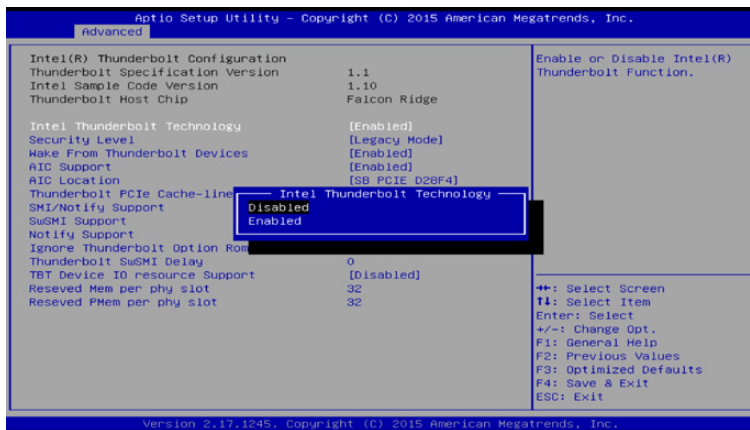 Aptio Setup Utility - Copyright (C) 2015 American Megatrends, Inc.
Advanced
Intel(R) Thunderbolt Configuration
Thunderbolt Specification Version 1.1
Intel Sample Code Version 1.10
Thunderbolt Host Chip Falcon Ridge
Intel Thunderbolt Technology [Enabled]
Security Level [Legacy Mode]
Wake From Thunderbolt Devices [Enabled]
AIC Support [Enabled]
AIC Location [SB PCIE D28F4]
Thunderbolt PCIe Cache-line
SMI/Notify Support
SwSMI Support
Notify Support
Ignore Thunderbolt Option Rom
Thunderbolt SwSMI Delay 0
TBT Device IO resource Support [Disabled]
Reseved Mem per phy slot 32
Reseved PMem per phy slot 32
Intel Thunderbolt Technology
Disabled
Enabled
Enable or Disable Intel(R)
Thunderbolt Function.
→←: Select Screen
↑↓: Select Item
Enter: Select
+/-: Change Opt.
F1: General Help
F2: Previous Values
F3: Optimized Defaults
F4: Save & Exit
ESC: Exit
Version 2.17.1245. Copyright (C) 2015 American Megatrends, Inc.